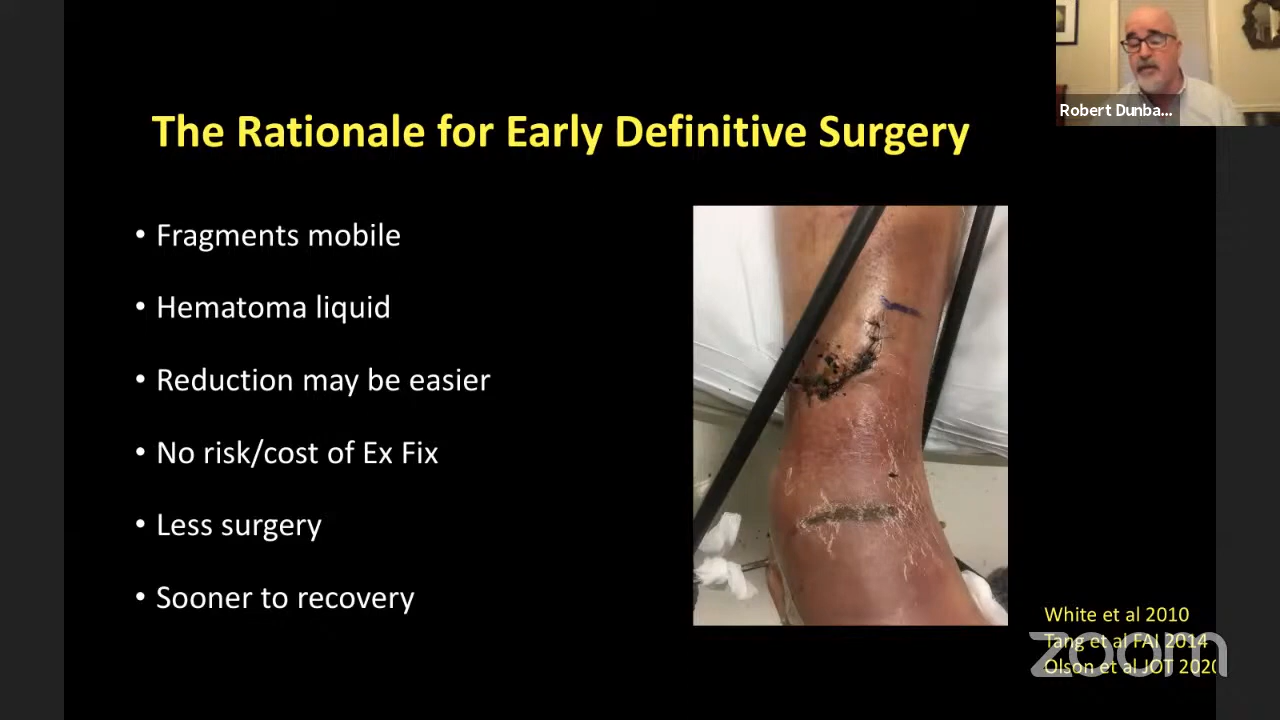 The Rationale for Early Definitive Surgery
• Fragments mobile
• Hematoma liquid
• Reduction may be easier
• No risk/cost of Ex Fix
• Less surgery
• Sooner to recovery
Robert Dunba...
White et al 2010
Tang et al FAI 2014
Olson et al JOT 2020
zoom